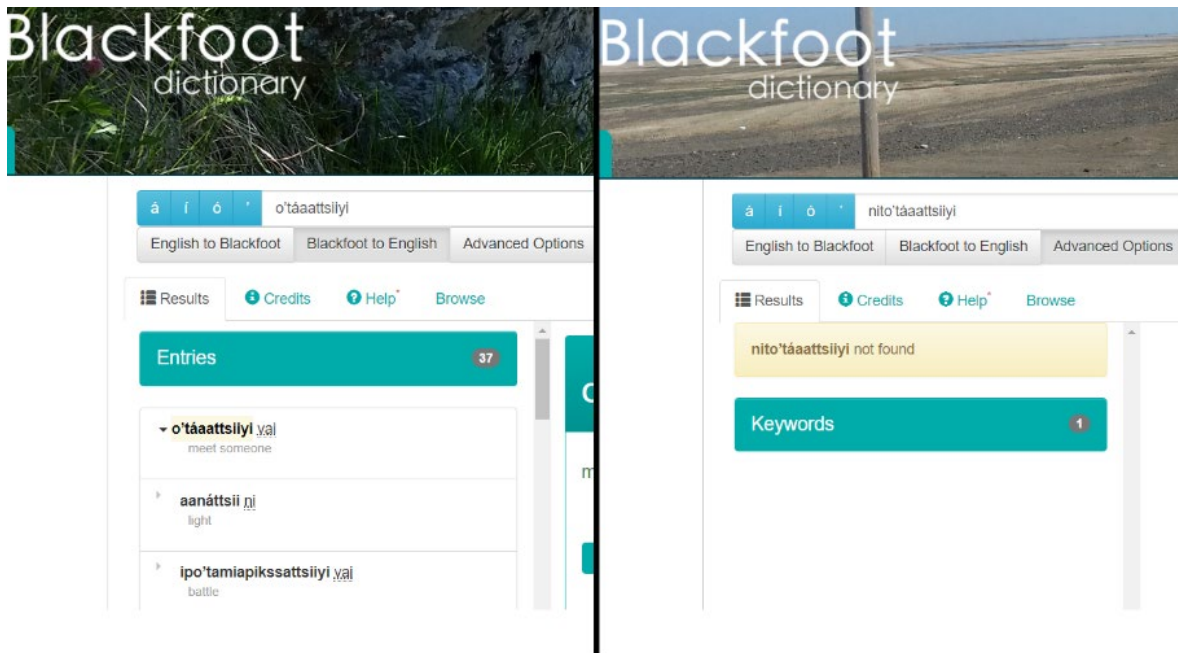 Blackfoot
dictionary
á í ó ' o'táaattsiiyi
English to Blackfoot Blackfoot to English Advanced Options
Results Credits Help* Browse
Entries 37
o'táaattsiiyi vai
meet someone
aanáttsii ni
light
ipo'tamiapikssattsiiyi vai
battle
Blackfoot
dictionary
á í ó ' nito'táaattsiiyi
English to Blackfoot Blackfoot to English Advanced Options
Results Credits Help* Browse
nito'táaattsiiyi not found
Keywords 1